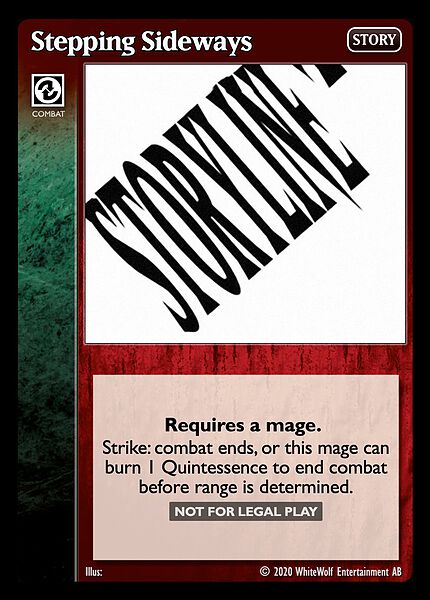 Stepping Sideways
STORY
COMBAT
STORYLINE
Requires a mage.
Strike: combat ends, or this mage can
burn 1 Quintessence to end combat
before range is determined.
NOT FOR LEGAL PLAY
Illus:
© 2020 WhiteWolf Entertainment AB